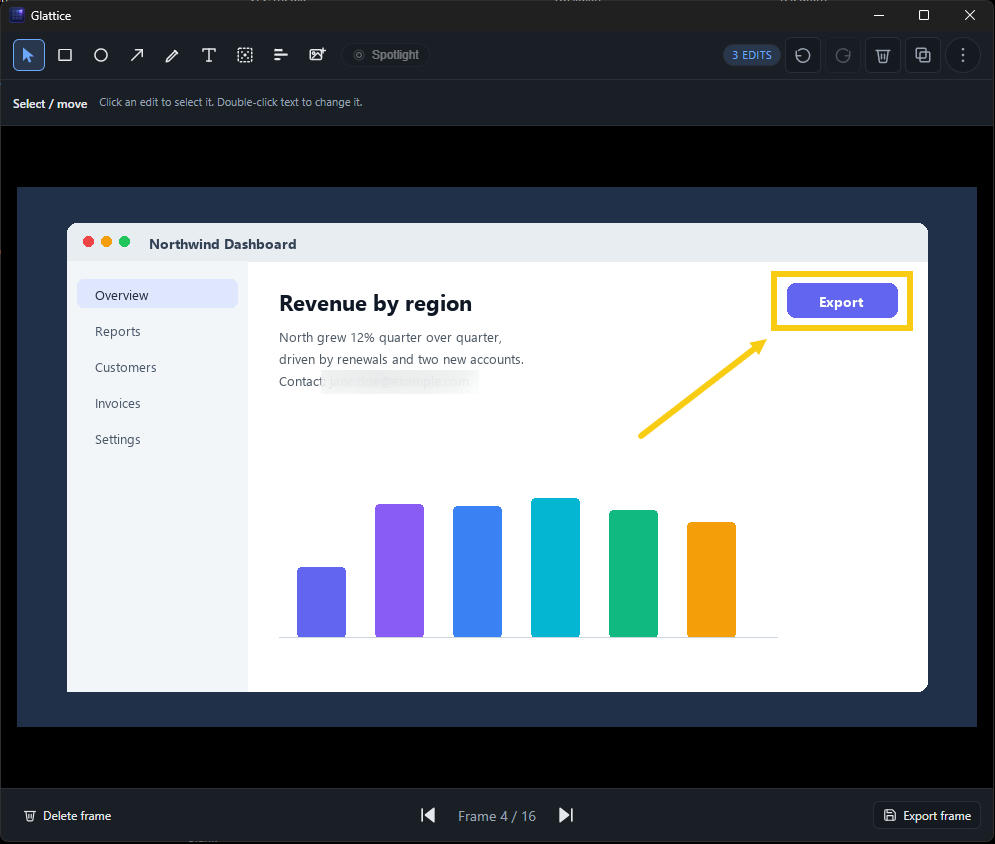 Glattice
Spotlight
3 EDITS
Select / move Click an edit to select it. Double-click text to change it.
Northwind Dashboard
Overview
Reports
Customers
Invoices
Settings
Revenue by region
North grew 12% quarter over quarter,
driven by renewals and two new accounts.
Contact:
Export
Delete frame
Frame 4 / 16
Export frame